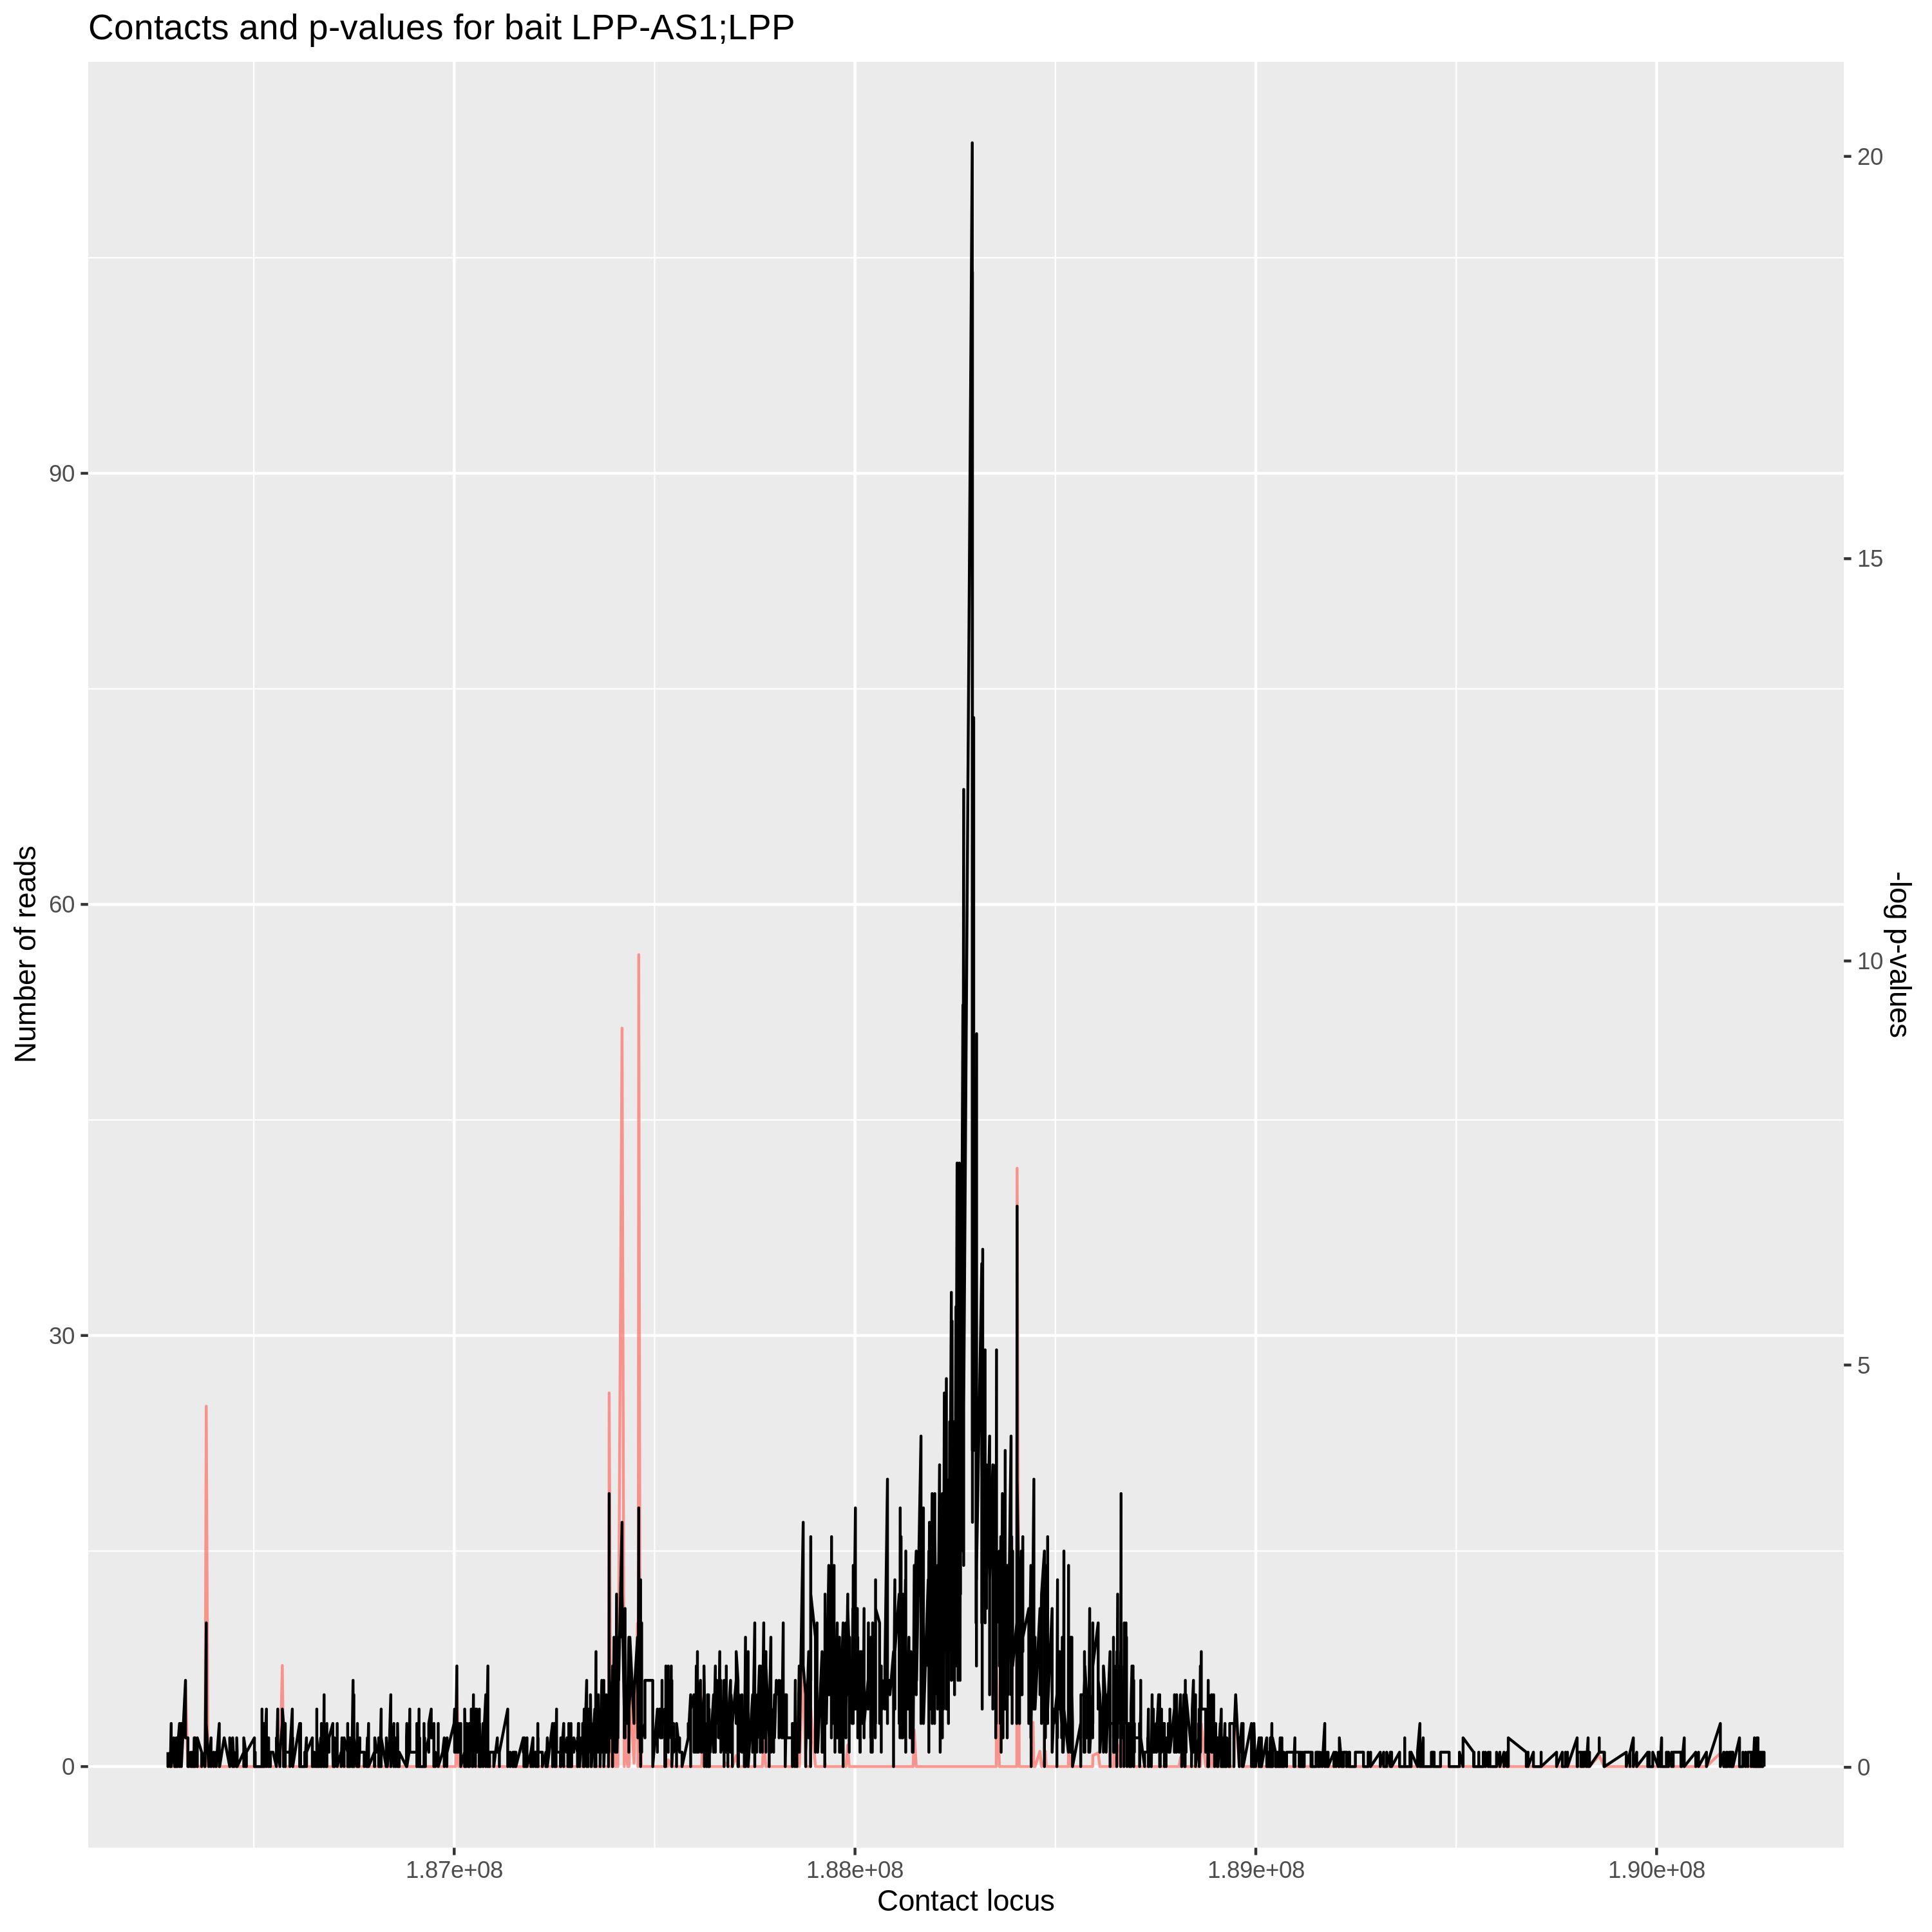 Contacts and p-values for bait LPP-AS1;LPP
Number of reads
90
60
30
0
20
15
10
5
0
-log p-values
1.87e+08
1.88e+08
1.89e+08
1.90e+08
Contact locus